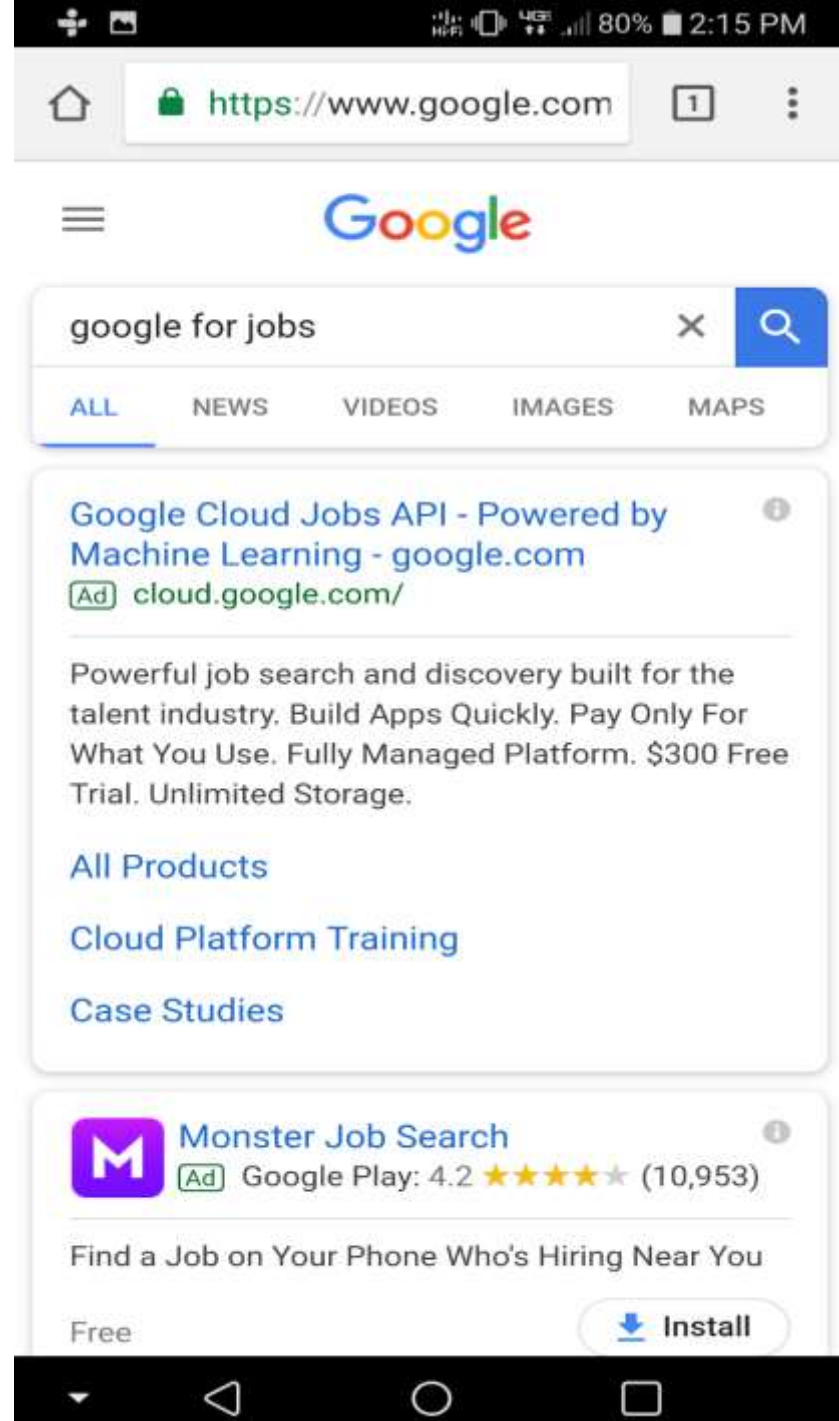 HI-FI 4GE 80% 2:15 PM
https://www.google.com 1
Google
google for jobs
ALL NEWS VIDEOS IMAGES MAPS
Google Cloud Jobs API - Powered by
Machine Learning - google.com
Ad cloud.google.com/
Powerful job search and discovery built for the
talent industry. Build Apps Quickly. Pay Only For
What You Use. Fully Managed Platform. $300 Free
Trial. Unlimited Storage.
All Products
Cloud Platform Training
Case Studies
M Monster Job Search
Ad Google Play: 4.2 (10,953)
Find a Job on Your Phone Who's Hiring Near You
Free Install